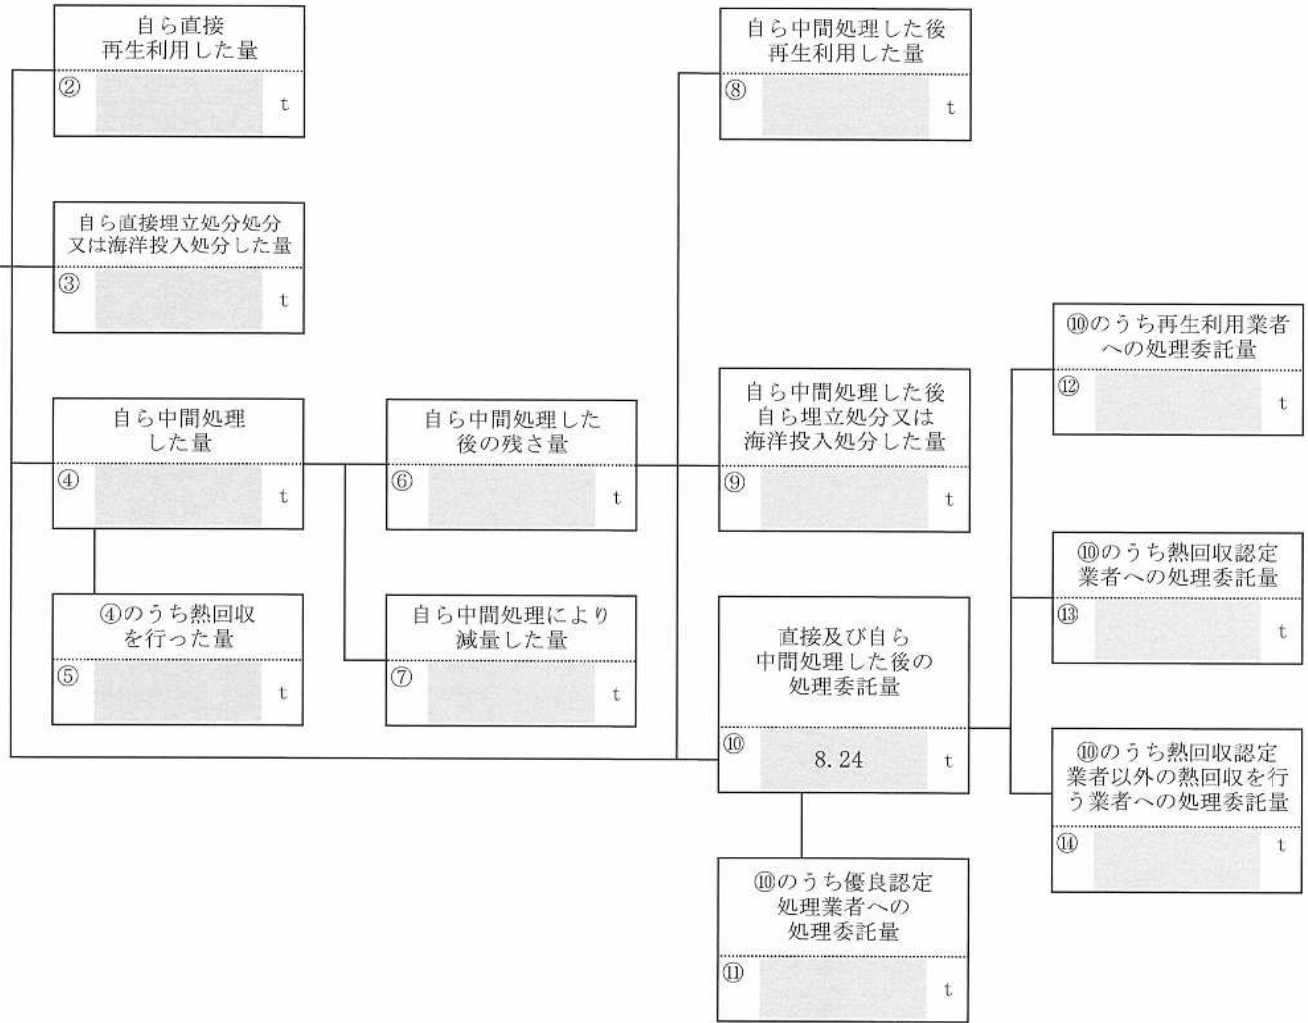 自ら直接
再生利用した量
② t
自ら直接埋立処分処分
又は海洋投入処分した量
③ t
自ら中間処理
した量
④ t
④のうち熱回収
を行った量
⑤ t
自ら中間処理した
後の残さ量
⑥ t
自ら中間処理により
減量した量
⑦ t
自ら中間処理した後
再生利用した量
⑧ t
自ら中間処理した後
自ら埋立処分又は
海洋投入処分した量
⑨ t
直接及び自ら
中間処理した後の
処理委託量
⑩ 8.24 t
⑩のうち優良認定
処理業者への
処理委託量
⑪ t
⑩のうち再生利用業者
への処理委託量
⑫ t
⑩のうち熱回収認定
業者への処理委託量
⑬ t
⑩のうち熱回収認定
業者以外の熱回収を行
う業者への処理委託量
⑭ t